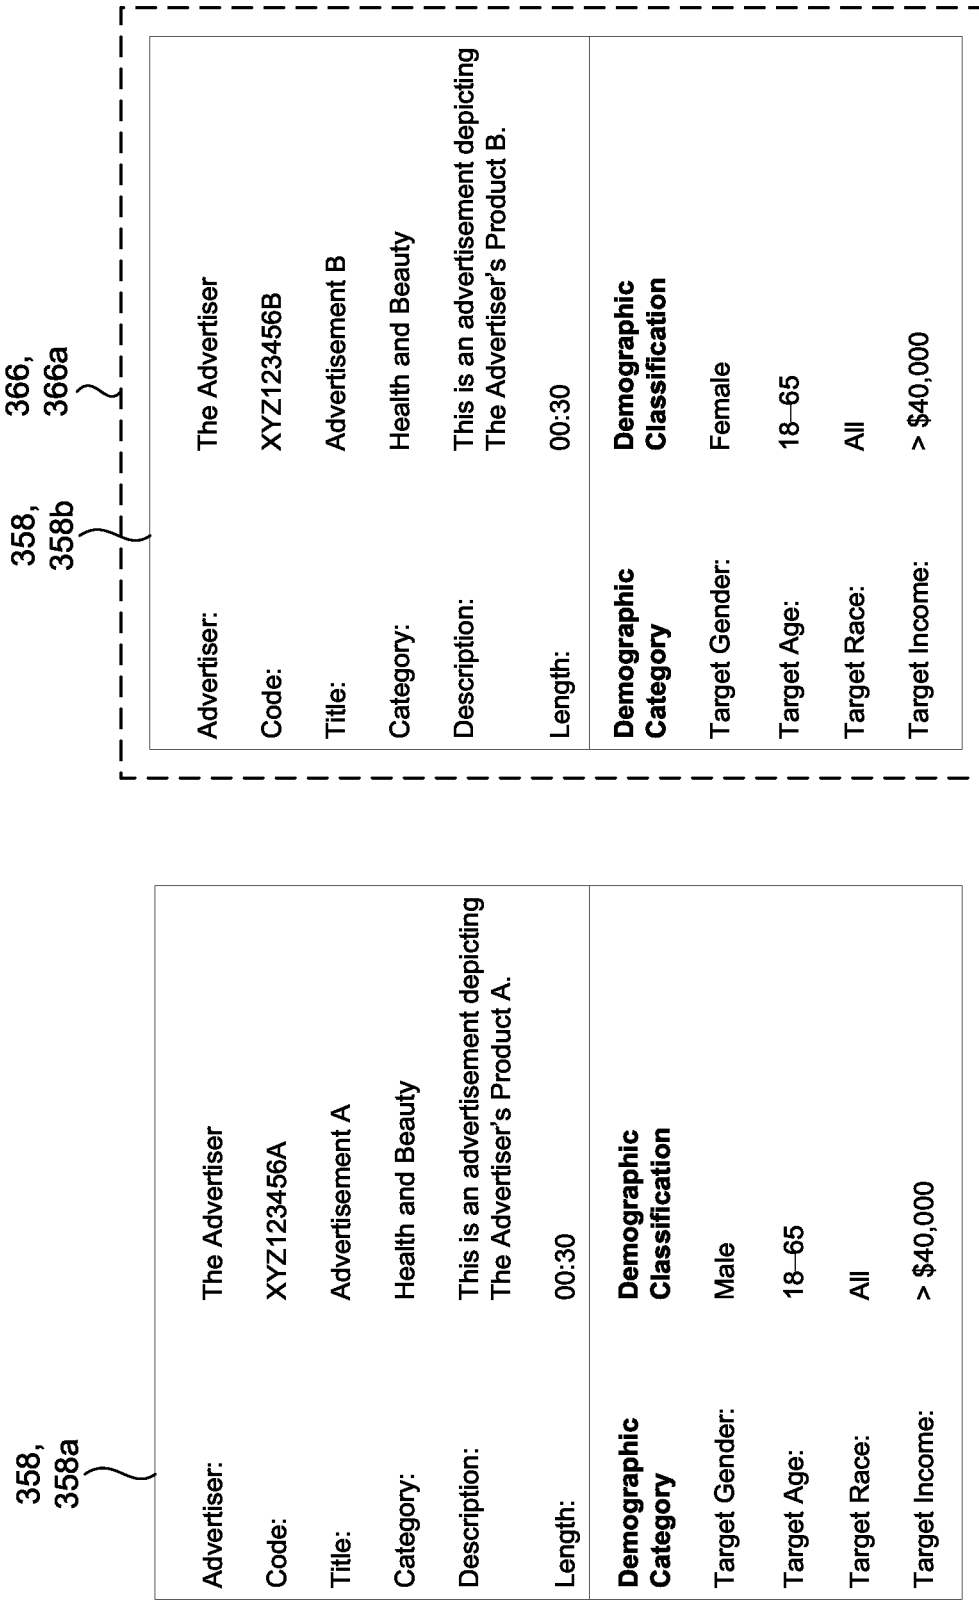 358,
358a
Advertiser: The Advertiser
Code: XYZ123456A
Title: Advertisement A
Category: Health and Beauty
Description: This is an advertisement depicting
The Advertiser's Product A.
Length: 00:30
Demographic Demographic
Category Classification
Target Gender: Male
Target Age: 18–65
Target Race: All
Target Income: > $40,000
358,
358b
366,
366a
Advertiser: The Advertiser
Code: XYZ123456B
Title: Advertisement B
Category: Health and Beauty
Description: This is an advertisement depicting
The Advertiser's Product B.
Length: 00:30
Demographic Demographic
Category Classification
Target Gender: Female
Target Age: 18–65
Target Race: All
Target Income: > $40,000